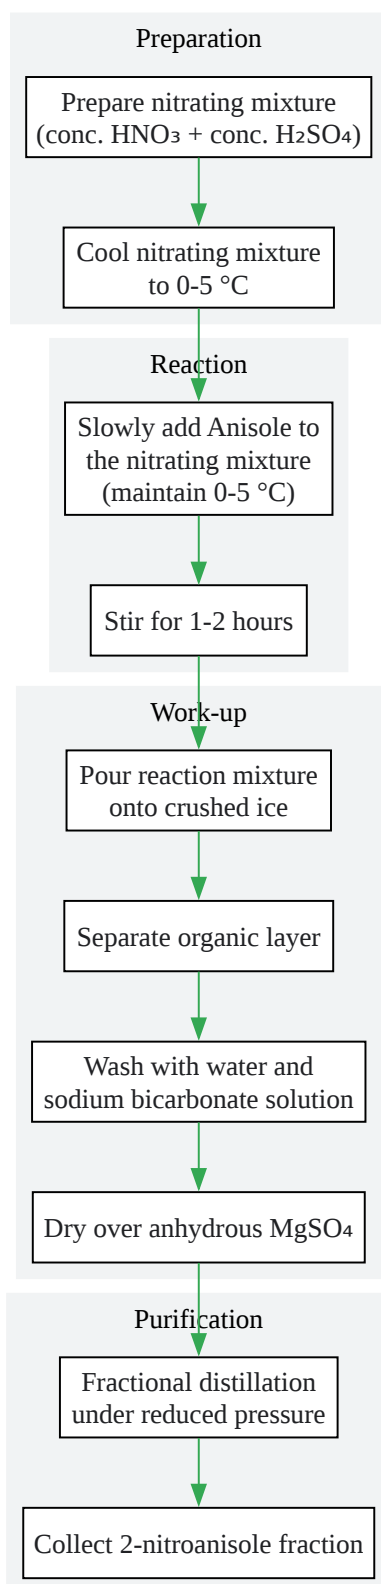 Preparation
Prepare nitrating mixture
(conc. HNO₃ + conc. H₂SO₄)
Cool nitrating mixture
to 0-5 °C
Reaction
Slowly add Anisole to
the nitrating mixture
(maintain 0-5 °C)
Stir for 1-2 hours
Work-up
Pour reaction mixture
onto crushed ice
Separate organic layer
Wash with water and
sodium bicarbonate solution
Dry over anhydrous MgSO₄
Purification
Fractional distillation
under reduced pressure
Collect 2-nitroanisole fraction